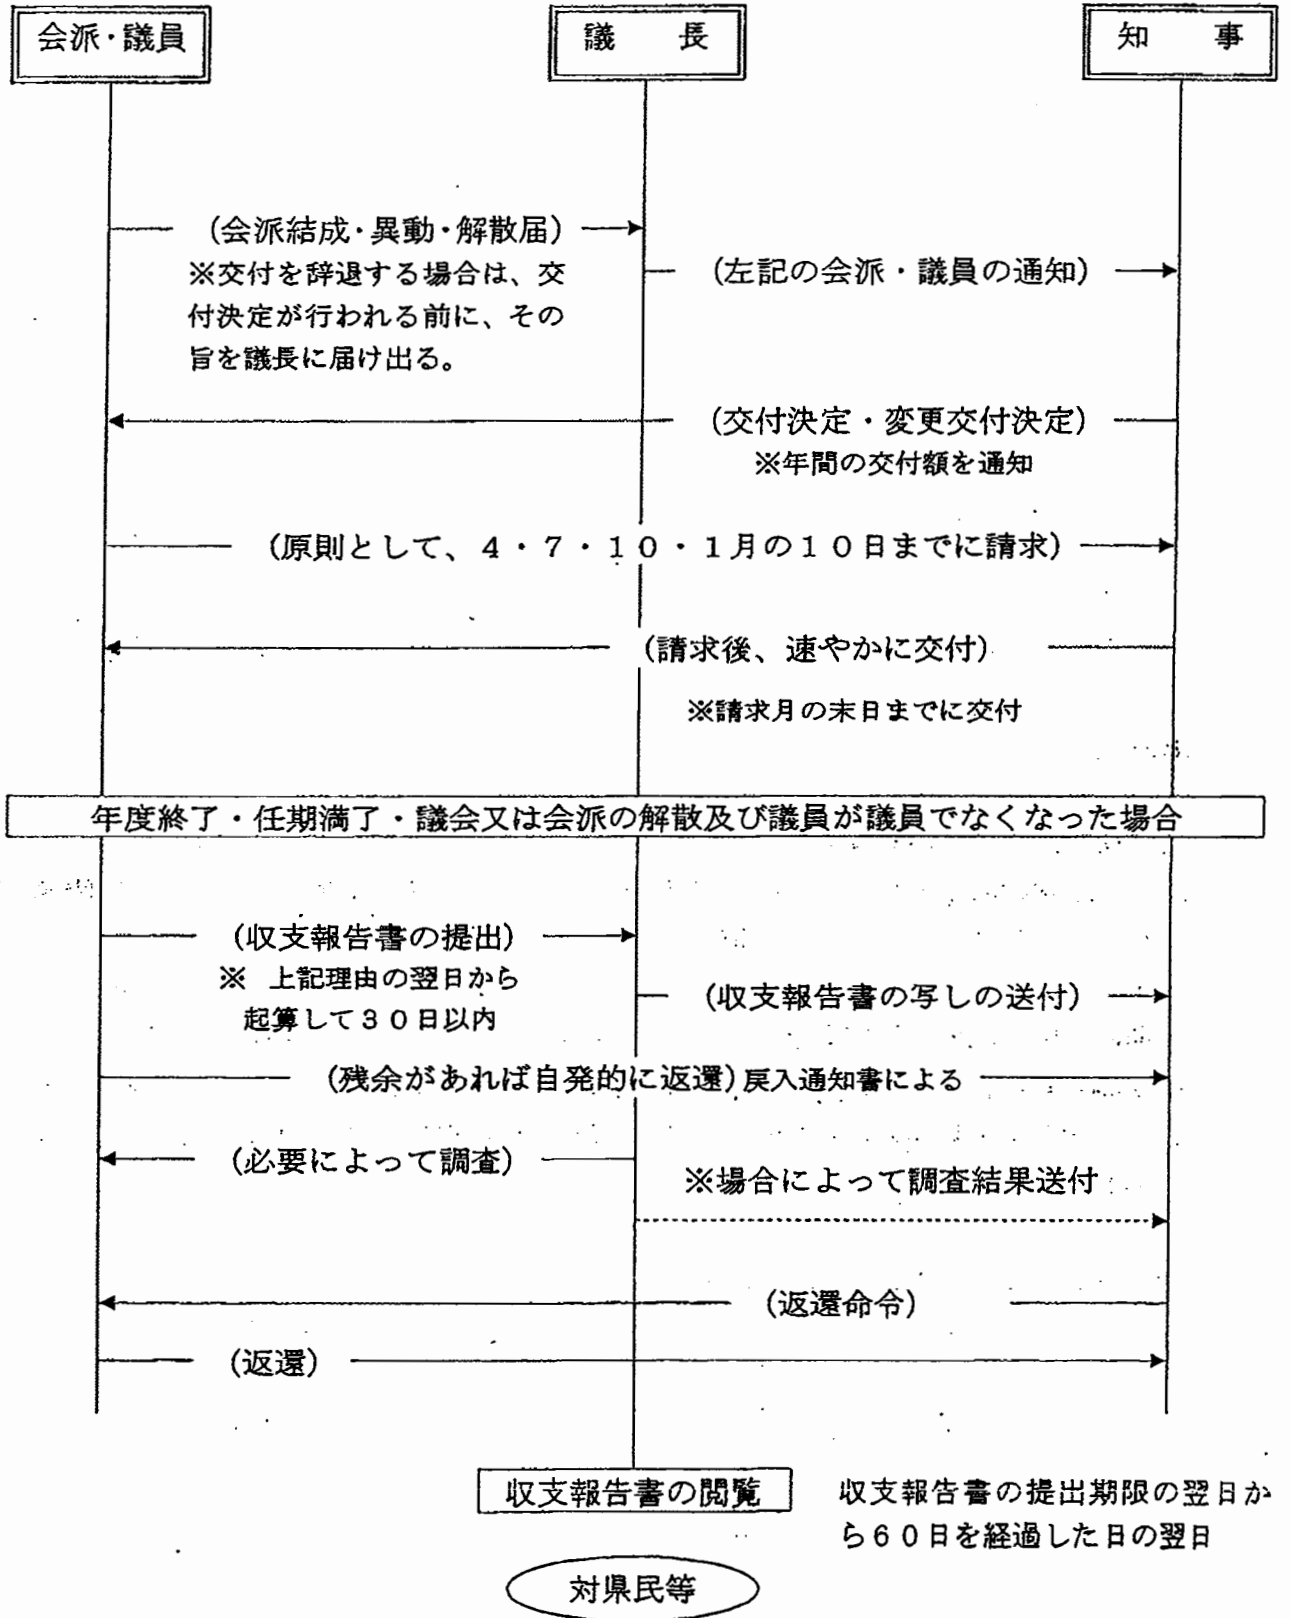 会派・議員
議　　長
知　　事
(会派結成・異動・解散届)
※交付を辞退する場合は、交
付決定が行われる前に、その
旨を議長に届け出る。
(左記の会派・議員の通知)
(交付決定・変更交付決定)
※年間の交付額を通知
(原則として、４・７・１０・１月の１０日までに請求)
(請求後、速やかに交付)
※請求月の末日までに交付
年度終了・任期満了・議会又は会派の解散及び議員が議員でなくなった場合
(収支報告書の提出)
※　上記理由の翌日から
起算して３０日以内
(収支報告書の写しの送付)
(残余があれば自発的に返還)戻入通知書による
(必要によって調査)
※場合によって調査結果送付
(返還命令)
(返還)
収支報告書の閲覧
収支報告書の提出期限の翌日か
ら６０日を経過した日の翌日
対県民等